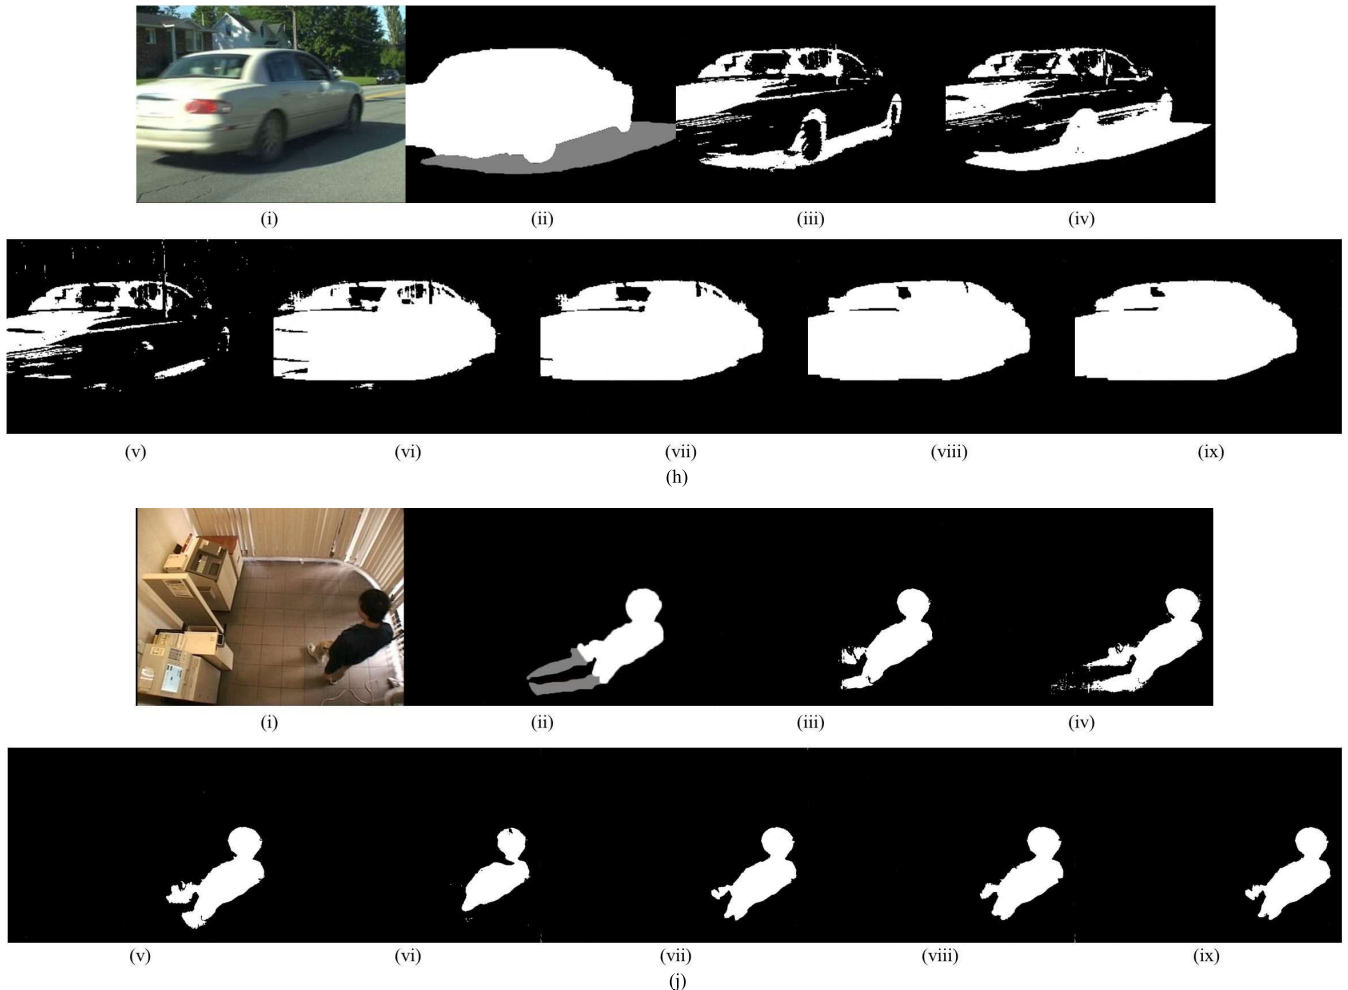 (i) (ii) (iii) (iv)
(v) (vi) (vii) (viii) (ix)
(h)
(i) (ii) (iii) (iv)
(v) (vi) (vii) (viii) (ix)
(j)